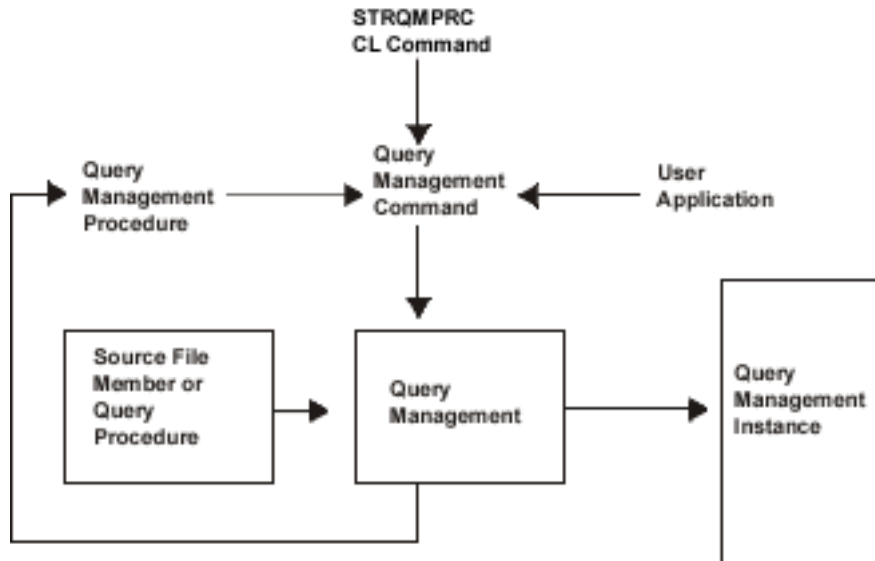 STRQMPRC
CL Command
Query
Management
Procedure
Query
Management
Command
User
Application
Source File
Member or
Query
Procedure
Query
Management
Query
Management
Instance